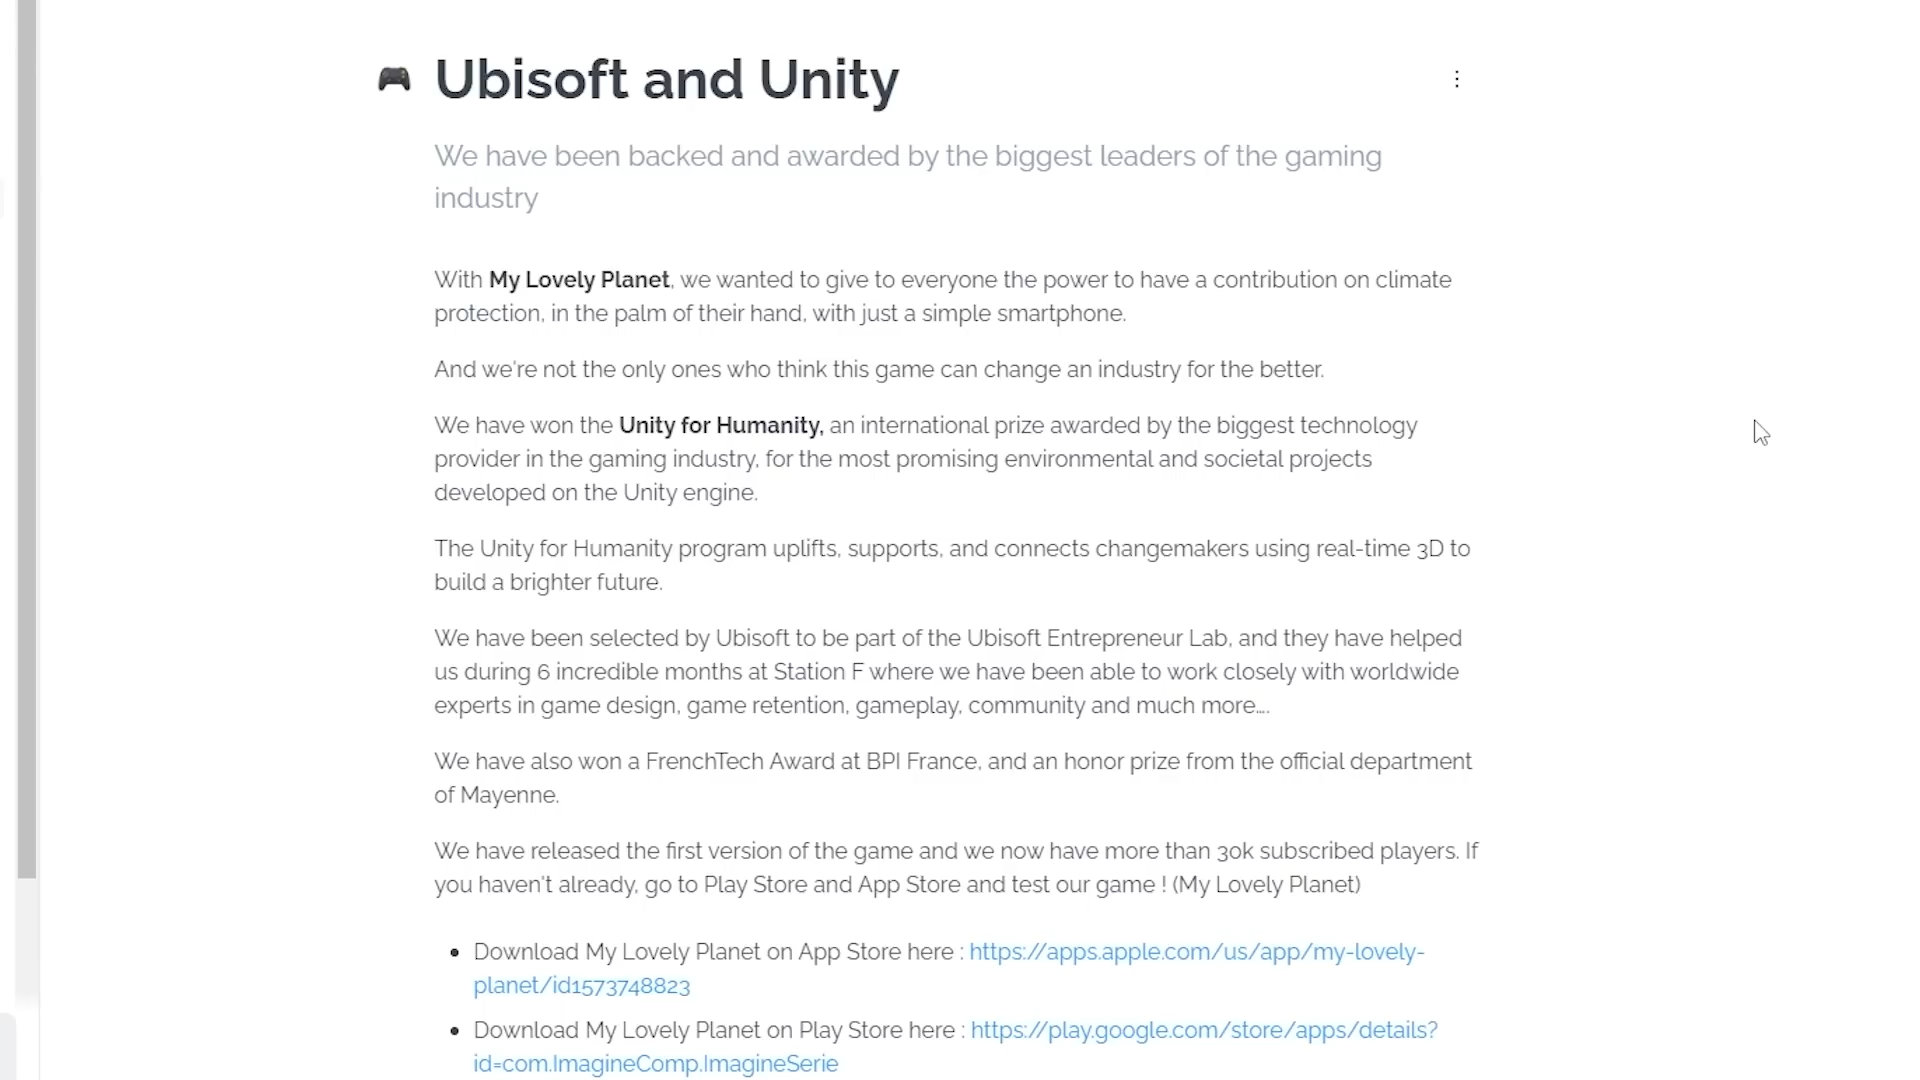 Ubisoft and Unity
We have been backed and awarded by the biggest leaders of the gaming
industry
With My Lovely Planet, we wanted to give to everyone the power to have a contribution on climate
protection, in the palm of their hand, with just a simple smartphone.
And we're not the only ones who think this game can change an industry for the better.
We have won the Unity for Humanity, an international prize awarded by the biggest technology
provider in the gaming industry, for the most promising environmental and societal projects
developed on the Unity engine.
The Unity for Humanity program uplifts, supports, and connects changemakers using real-time 3D to
build a brighter future.
We have been selected by Ubisoft to be part of the Ubisoft Entrepreneur Lab, and they have helped
us during 6 incredible months at Station F where we have been able to work closely with worldwide
experts in game design, game retention, gameplay, community and much more….
We have also won a FrenchTech Award at BPI France, and an honor prize from the official department
of Mayenne.
We have released the first version of the game and we now have more than 30k subscribed players. If
you haven't already, go to Play Store and App Store and test our game ! (My Lovely Planet)
• Download My Lovely Planet on App Store here : https://apps.apple.com/us/app/my-lovely-
planet/id1573748823
• Download My Lovely Planet on Play Store here : https://play.google.com/store/apps/details?
id=com.ImagineComp.ImagineSerie